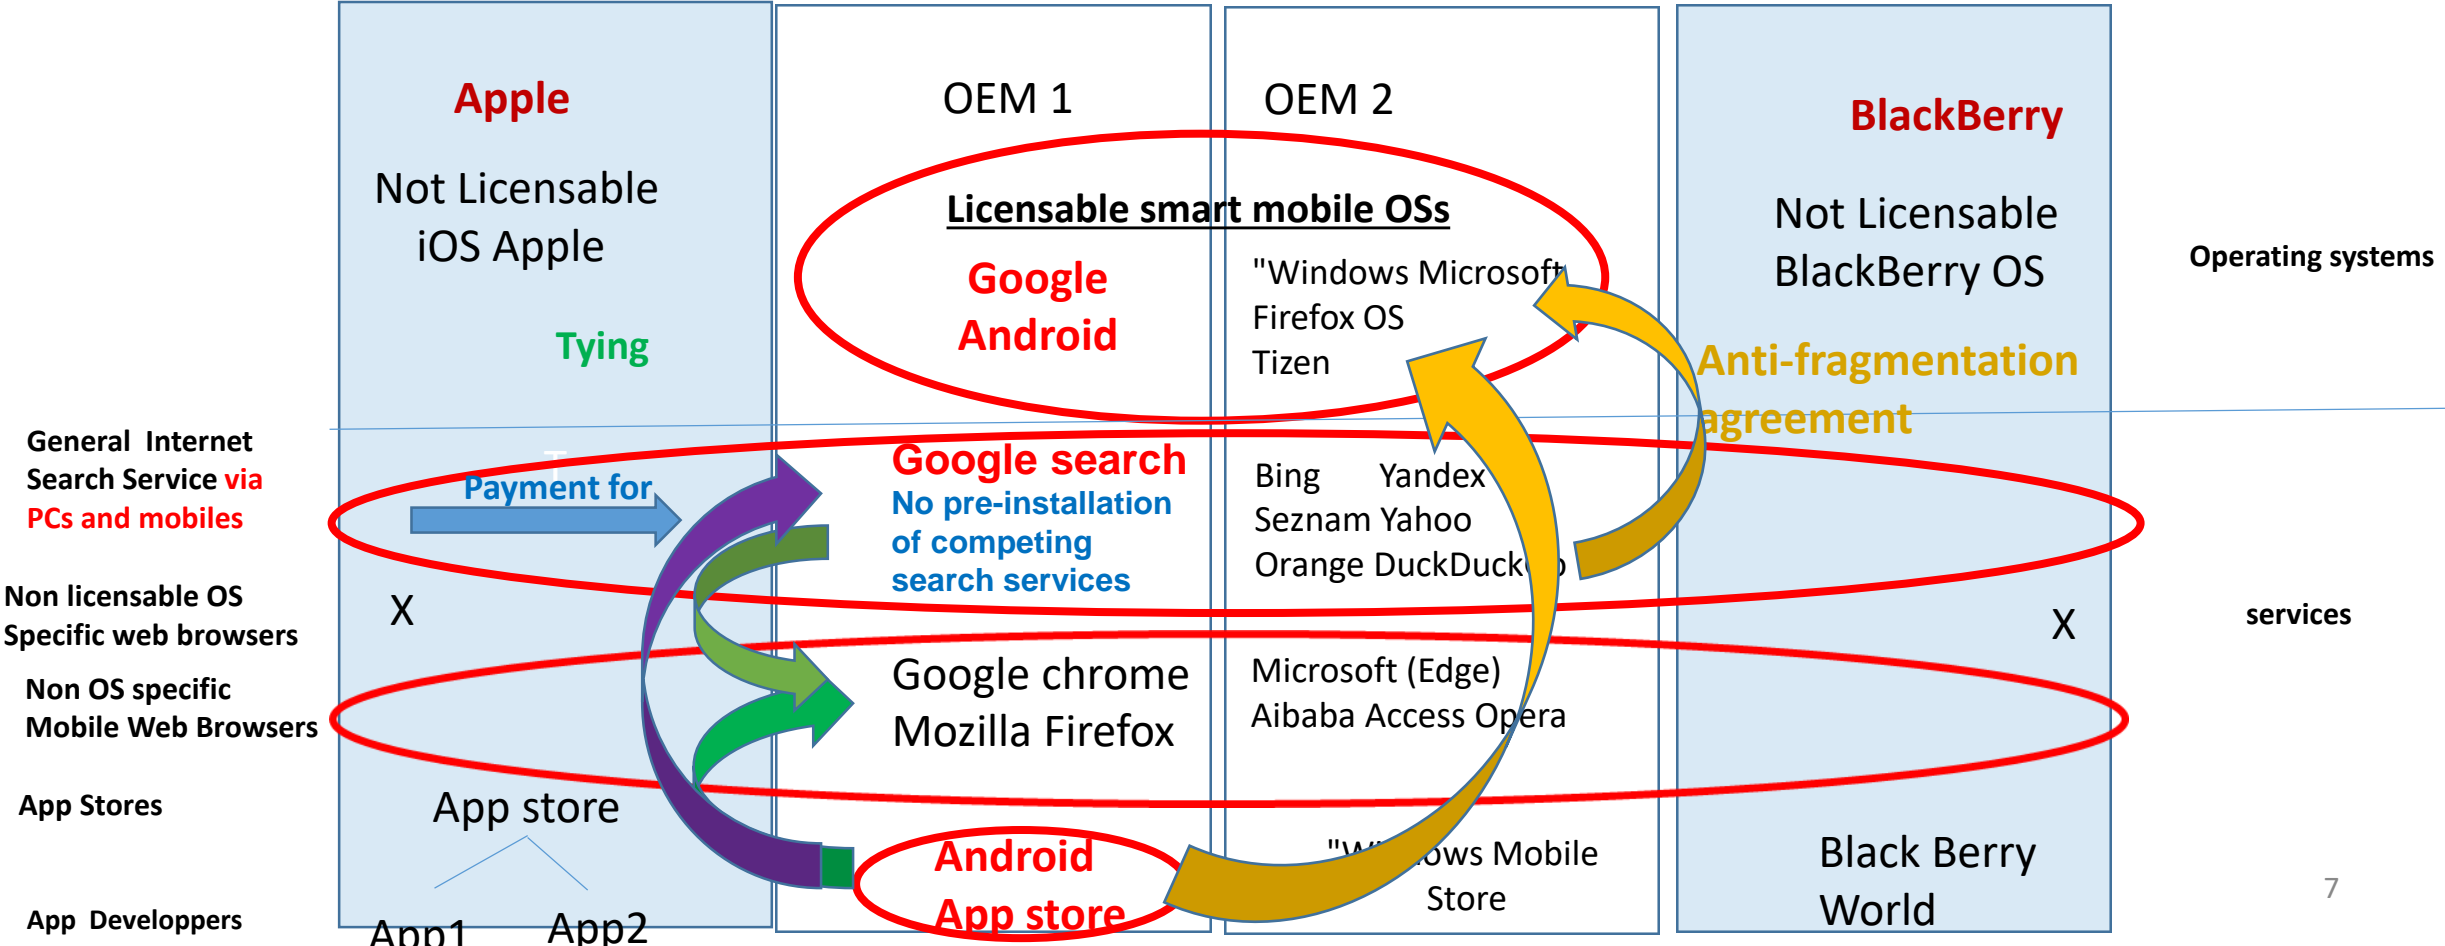 Apple
OEM 1
OEM 2
BlackBerry
Not Licensable
iOS Apple
Licensable smart mobile OSs
Google
Android
"Windows Microsoft
Firefox OS
Tizen
Not Licensable
BlackBerry OS
Operating systems
Tying
Anti-fragmentation
agreement
General Internet
Search Service via
PCs and mobiles
T
Payment for
Google search
No pre-installation
of competing
search services
Bing Yandex
Seznam Yahoo
Orange
Non licensable OS
Specific web browsers
X
X
services
Non OS specific
Mobile Web Browsers
Google chrome
Mozilla Firefox
Microsoft (Edge)
Aibaba Access Opera
App Stores
App store
Android
App store
Mobile
Store
Black Berry
World
App Developpers
App1
App2
7